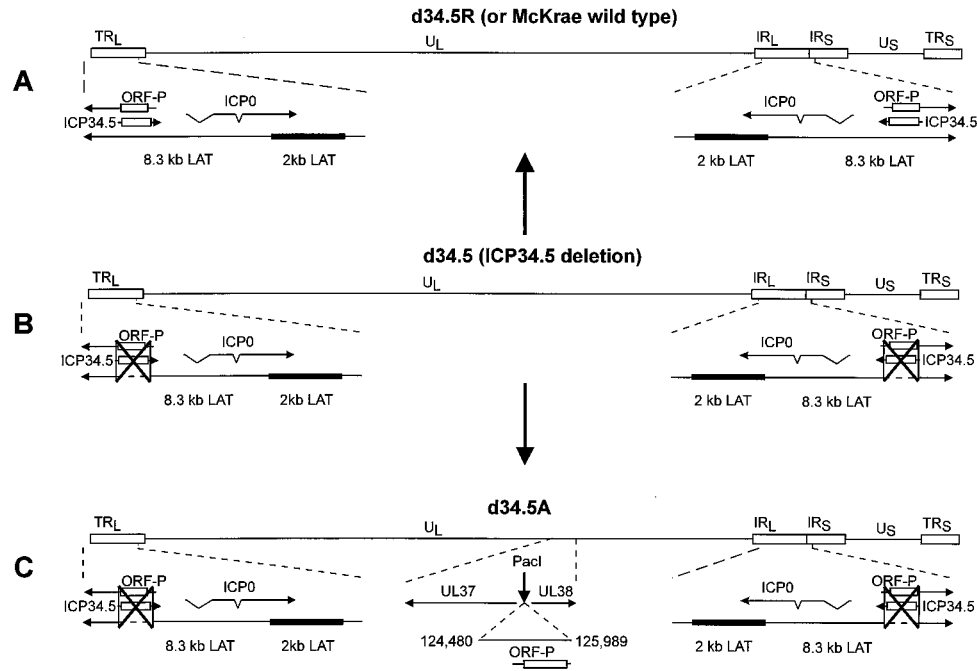 d34.5R (or McKrae wild type)
TRL UL IRL IRS US TRS
A
ORF-P ICP0 ICP0 ORF-P
ICP34.5 ICP34.5
8.3 kb LAT 2kb LAT 2 kb LAT 8.3 kb LAT
d34.5 (ICP34.5 deletion)
TRL UL IRL IRS US TRS
B
ORF-P ICP0 ICP0 ORF-P
ICP34.5 ICP34.5
8.3 kb LAT 2kb LAT 2 kb LAT 8.3 kb LAT
d34.5A
TRL UL IRL IRS US TRS
C
PacI
ORF-P ICP0 UL37 UL38 ICP0 ORF-P
ICP34.5 ICP34.5
8.3 kb LAT 2kb LAT 124,480 125,989 2 kb LAT 8.3 kb LAT
ORF-P